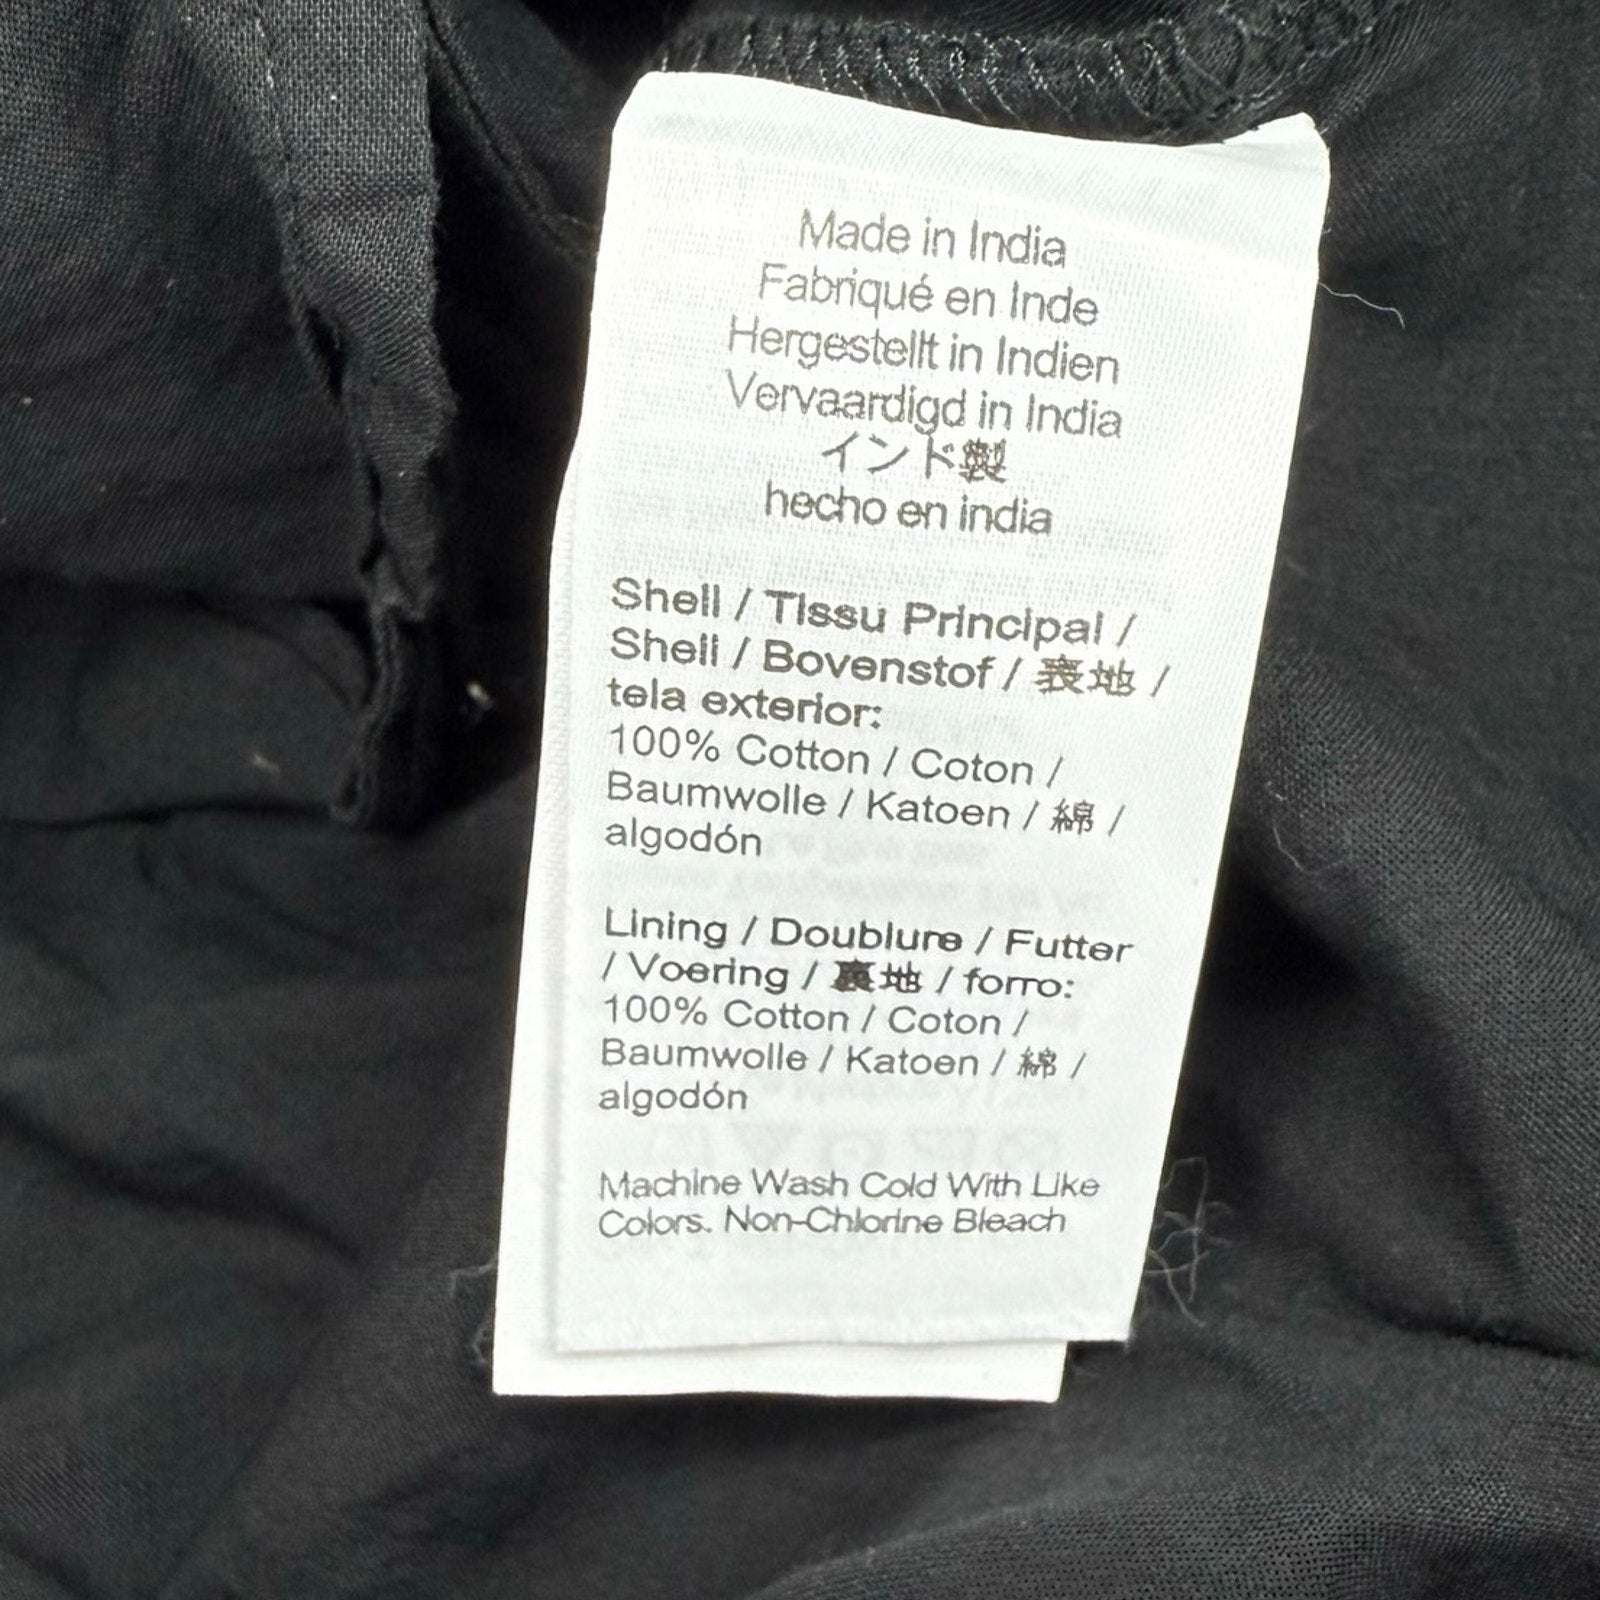 Made in India
Fabriqué en Inde
Hergestellt in Indien
Vervaardigd in India
インド製
hecho en india
Shell / Tissu Principal /
Shell / Bovenstof / 表地 /
tela exterior:
100% Cotton / Coton /
Baumwolle / Katoen / 綿 /
algodón
Lining / Doublure / Futter
/ Voering / 裏地 / forro:
100% Cotton / Coton /
Baumwolle / Katoen / 綿 /
algodón
Machine Wash Cold With Like
Colors. Non-Chlorine Bleach